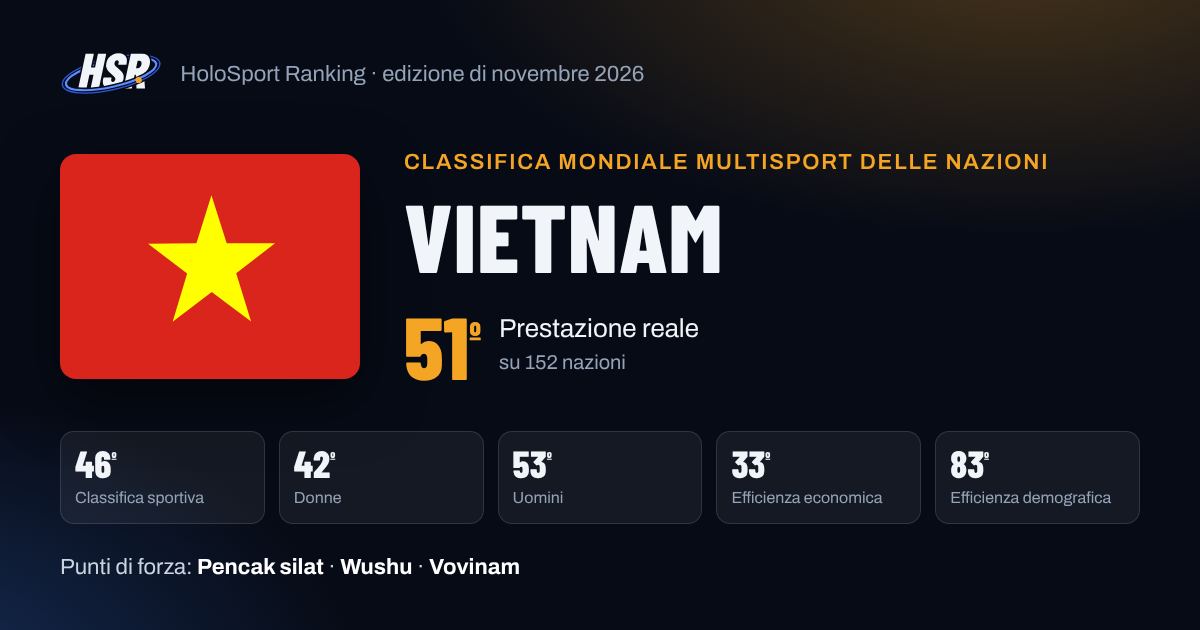 HSR
HoloSport Ranking · edizione di novembre 2026
CLASSIFICA MONDIALE MULTISPORT DELLE NAZIONI
VIETNAM
51º
Prestazione reale
su 152 nazioni
46º
Classifica sportiva
42º
Donne
53º
Uomini
33º
Efficienza economica
83º
Efficienza demografica
Punti di forza: Pencak silat · Wushu · Vovinam